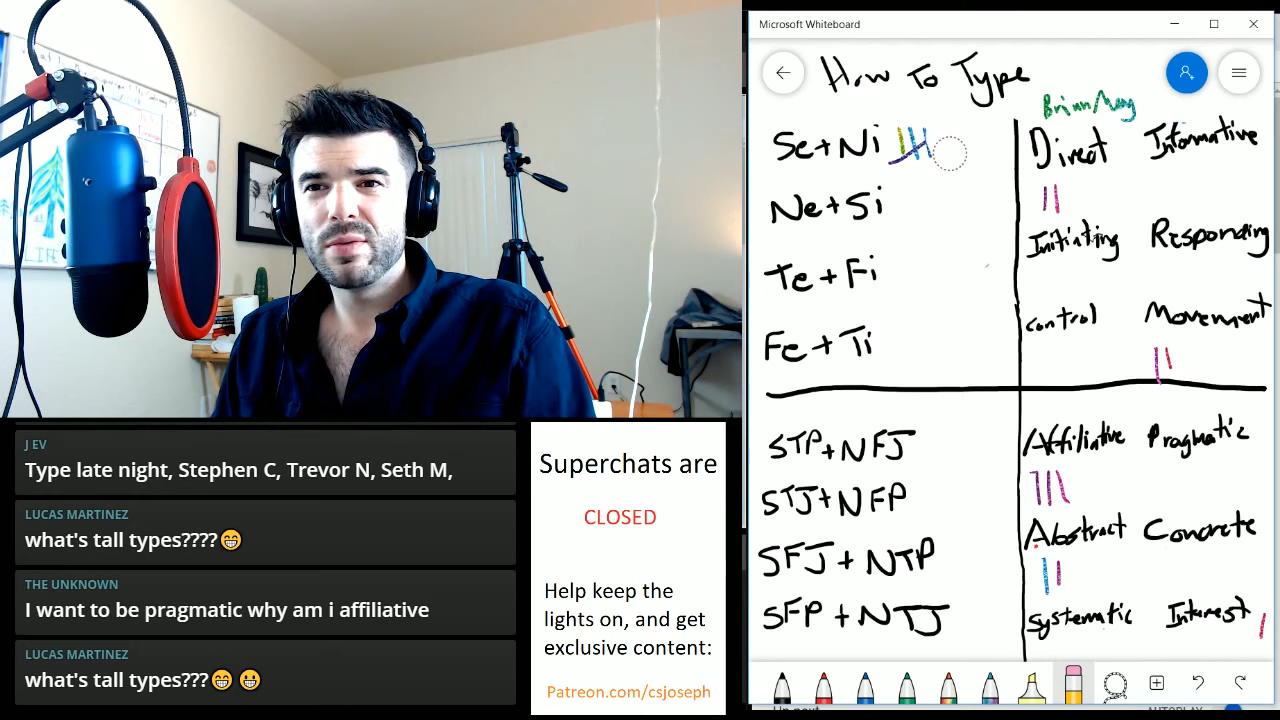 Microsoft Whiteboard
How To Type
Brian May
Se+Ni
Direct Informative
Ne+Si
Initiating Responding
Te + Fi
control Movement
Fe + Ti
STP+NFJ
Affiliative Pragmatic
STJ+NFP
Abstract Concrete
SFJ + NTP
SFP + NTJ
Systematic Interest
LIFE
J EV
Type late night, Stephen C, Trevor N, Seth M,
LUCAS MARTINEZ
what's tall types????😁
THE UNKNOWN
I want to be pragmatic why am i affiliative
LUCAS MARTINEZ
what's tall types???😁 😀
Superchats are
CLOSED
Help keep the
lights on, and get
exclusive content:
Patreon.com/csjoseph